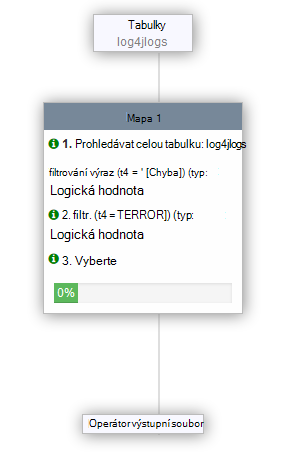 Tabulky
log4jlogs
Mapa 1
1. Prohledávat celou tabulku: log4jlogs
filtrování výraz (t4 = ' [Chyba]) (typ:
Logická hodnota
2. filtr. (t4 = TERROR]) (typ:
Logická hodnota
3. Vyberte
0%
Operátor výstupní soubor